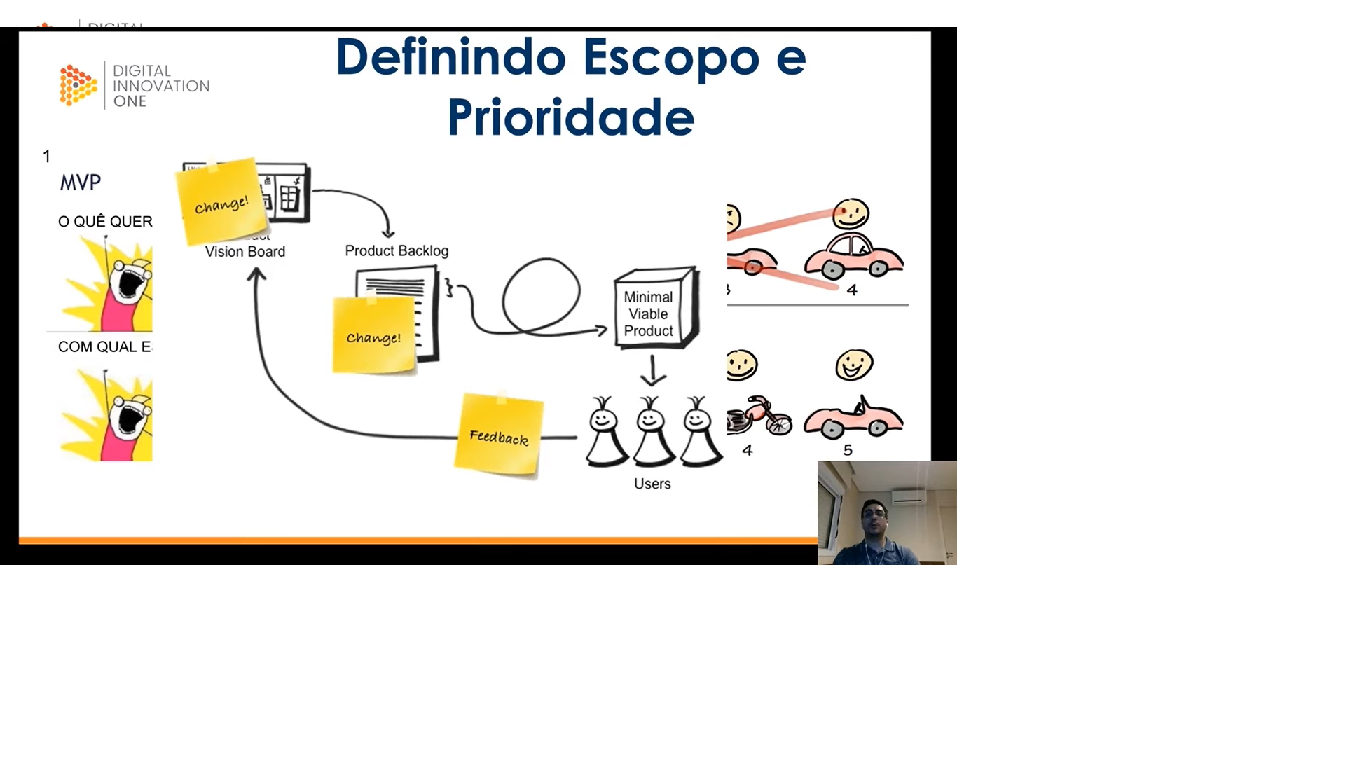 DIGITAL
INNOVATION
ONE
Definindo Escopo e
Prioridade
1
MVP
O QUÊ QUER
COM QUAL E
Change!
Vision Board
Product Backlog
Change!
Minimal
Viable
Product
Feedback
Users
4
4
5